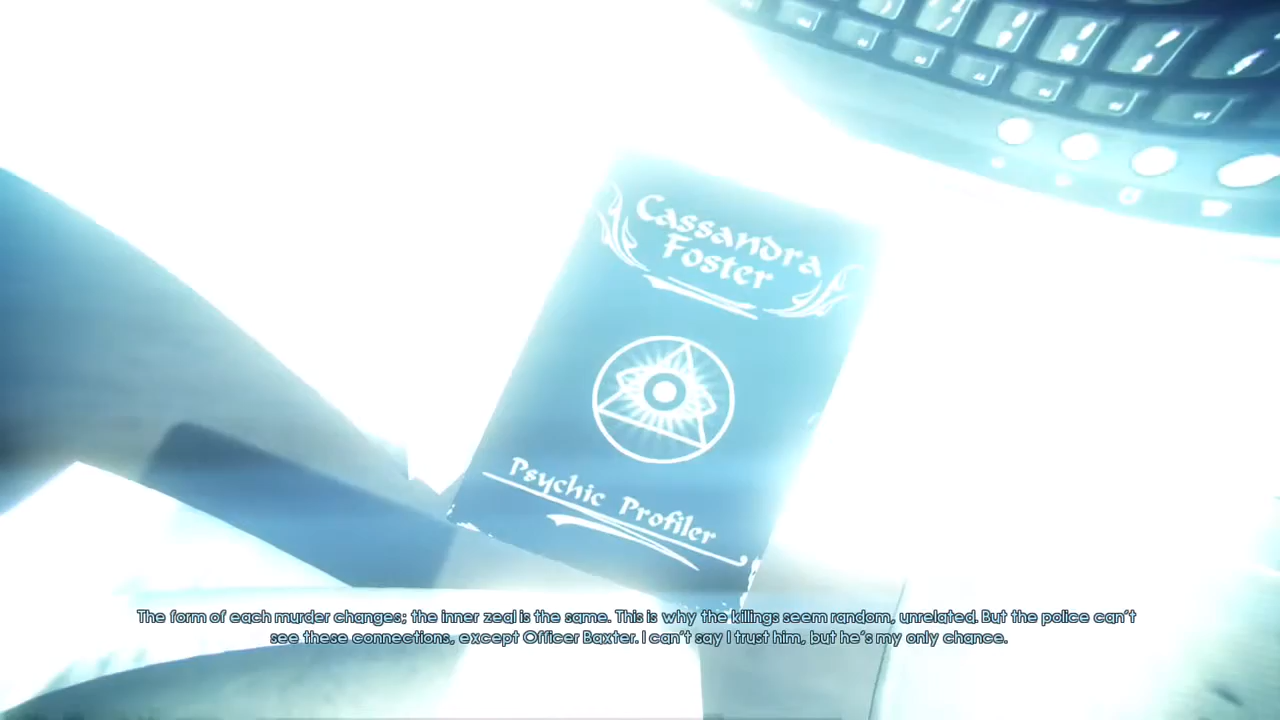 Cassandra
Foster
Psychic Profiler
The form of each murder changes; the inner zeal is the same. This is why the killings seem random, unrelated. But the police can't
see these connections, except Officer Baxter. I can't say I trust him, but he's my only chance.